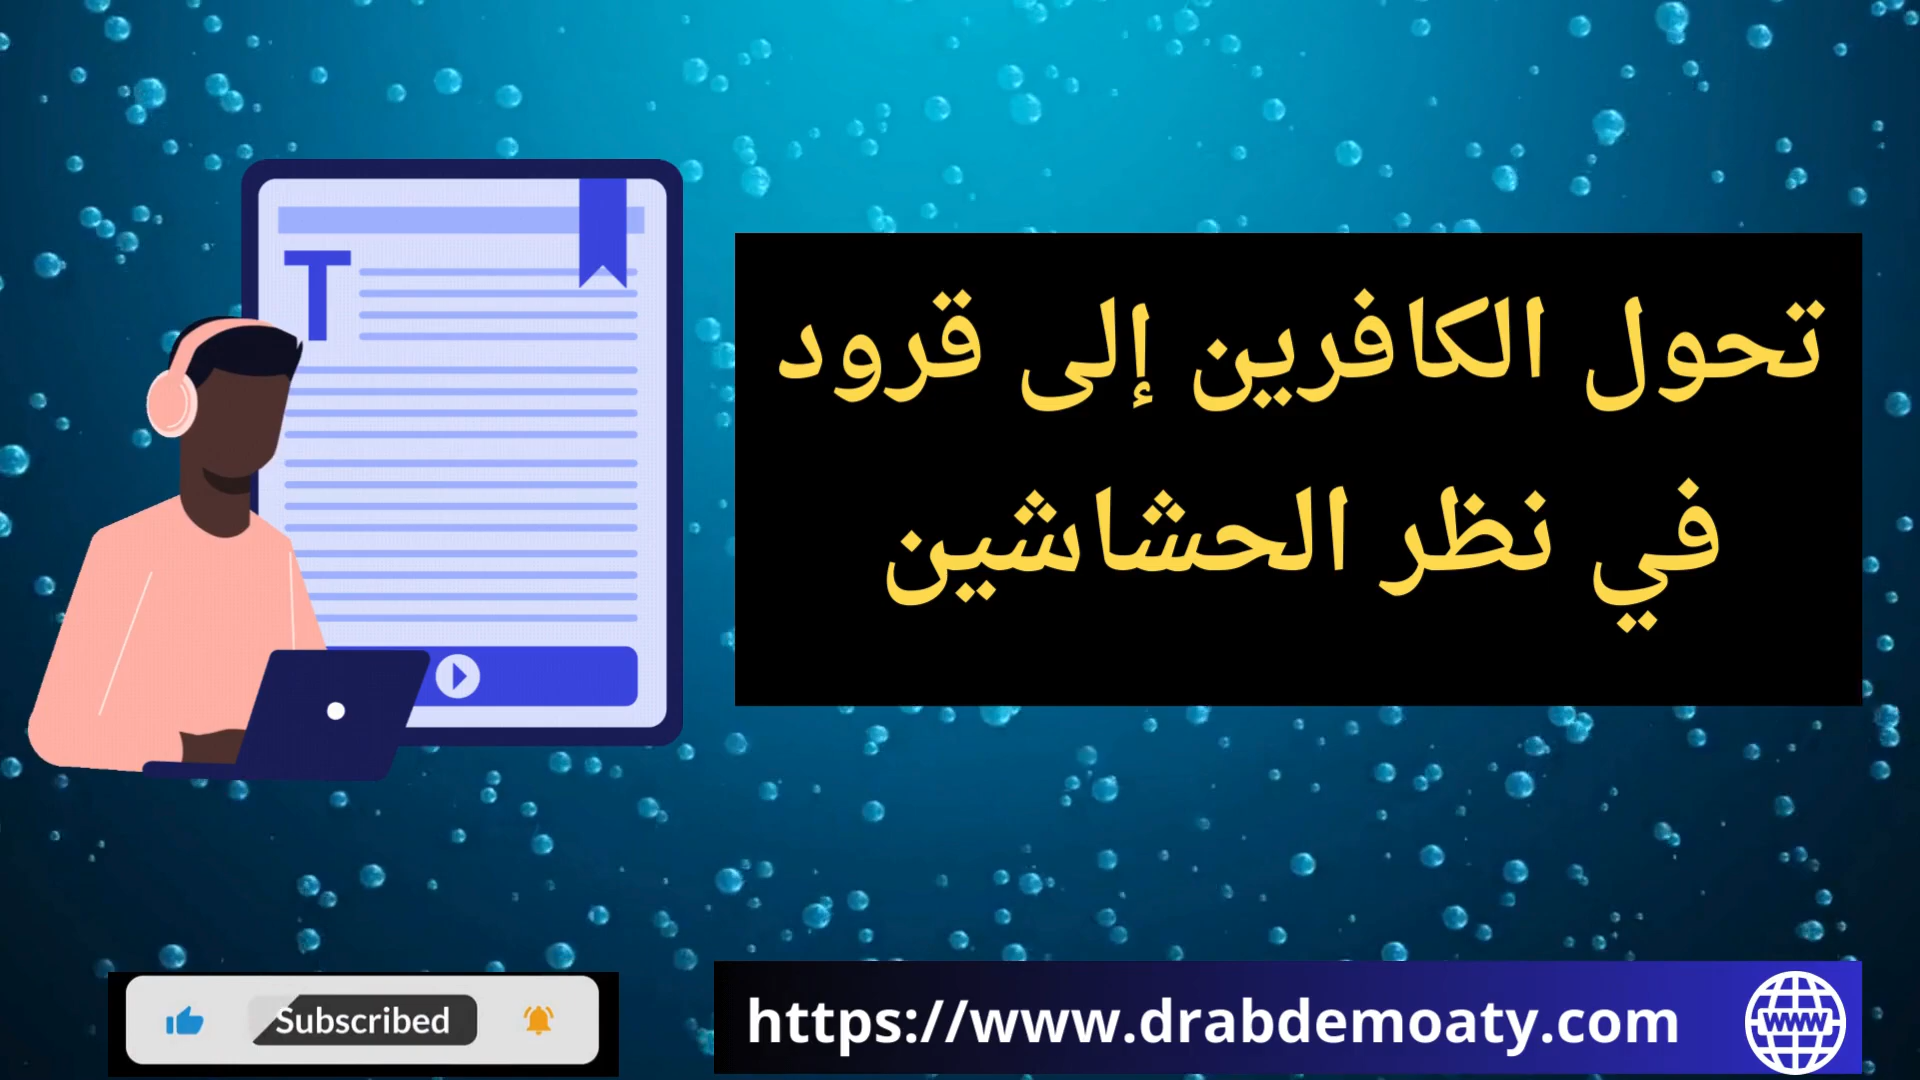 تحول الكافرين إلى قرود
في نظر الحشاشين
T
Subscribed
https://www.drabdemoaty.com
WWW